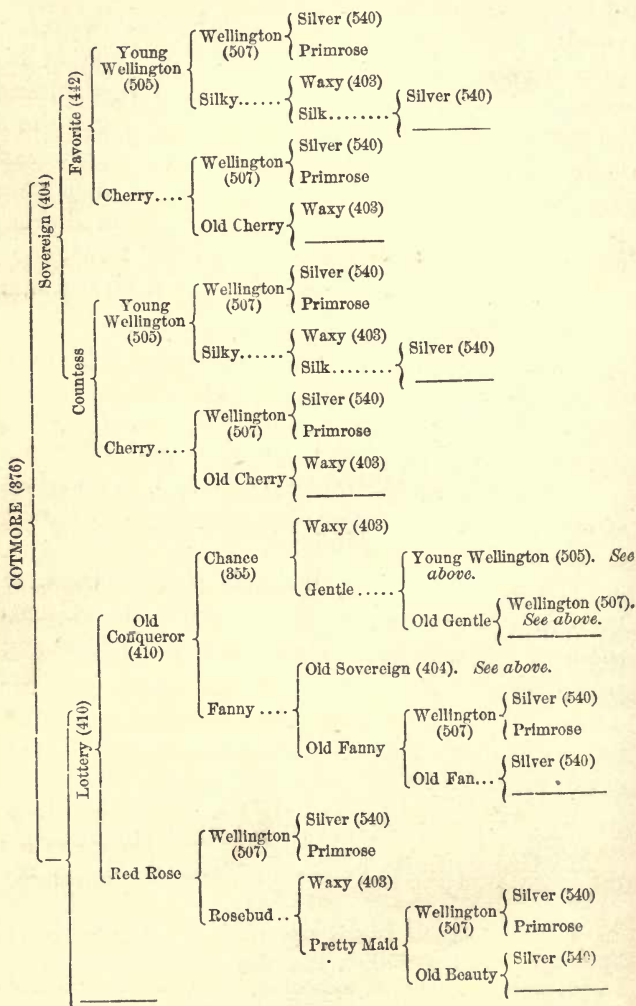 COTMORE (376)
Sovereign (404)
Favorite (442)
Young
Wellington
(505)
Wellington
(507)
Silver (540)
Primrose
Silky......
Waxy (403)
Silk........
Silver (540)
Cherry....
Wellington
(507)
Silver (540)
Primrose
Old Cherry
Waxy (403)
Countess
Young
Wellington
(505)
Wellington
(507)
Silver (540)
Primrose
Silky......
Waxy (403)
Silk........
Silver (540)
Cherry....
Wellington
(507)
Silver (540)
Primrose
Old Cherry
Waxy (403)
Lottery (410)
Old
Conqueror
(410)
Chance
(355)
Waxy (403)
Gentle .....
Young Wellington (505). See
above.
Old Gentle
Wellington (507).
See above.
Fanny ....
Old Sovereign (404). See above.
Old Fanny
Wellington
(507)
Silver (540)
Primrose
Old Fan...
Silver (540)
Red Rose
Wellington
(507)
Silver (540)
Primrose
Rosebud ..
Waxy (403)
Pretty Maid
Wellington
(507)
Silver (540)
Primrose
Old Beauty
Silver (540)